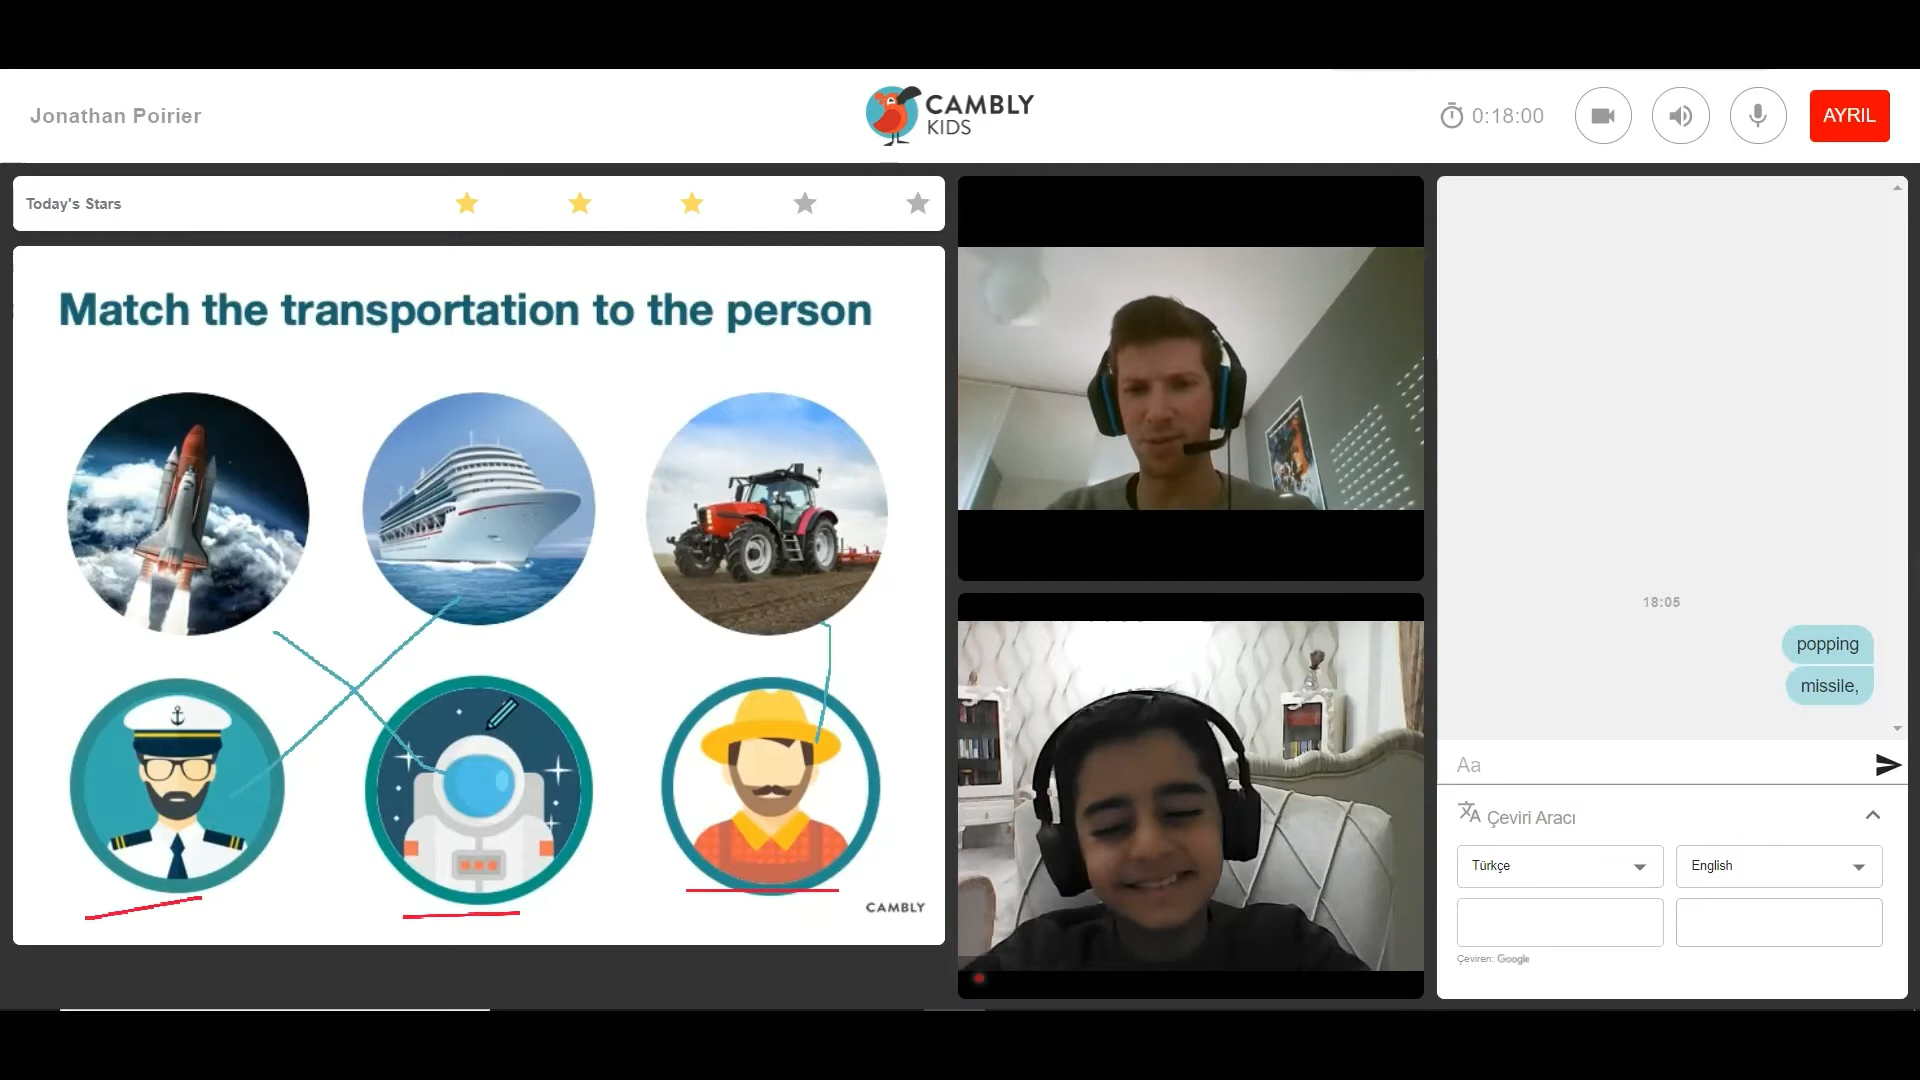 Jonathan Poirier
CAMBLY
KIDS
0:18:00
AYRIL
Today's Stars
Match the transportation to the person
CAMBLY
18:05
popping
missile,
Aa
Çeviri Aracı
Türkçe
English
Çeviren: Google